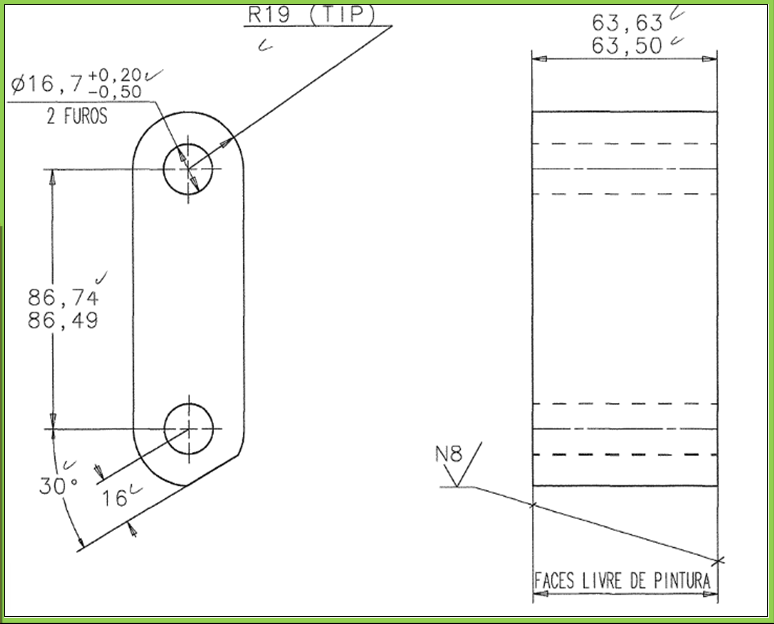 R19 (TIP)
63,63
63,50
Ø16,7 +0,20
-0,50
2 FUROS
86,74
86,49
30°
16
N8
FACES LIVRE DE PINTURA